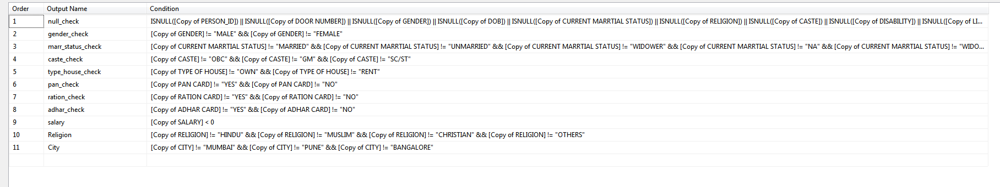 Order Output Name Condition
1 null_check ISNULL([Copy of PERSON_ID]) || ISNULL([Copy of DOOR NUMBER]) || ISNULL([Copy of GENDER]) || ISNULL([Copy of DOB]) || ISNULL([Copy of CURRENT MARRTIAL STATUS]) || ISNULL([Copy of RELIGION]) || ISNULL([Copy of CASTE]) || ISNULL([Copy of DISABILITY]) || ISNULL([Copy of LI...
2 gender_check [Copy of GENDER] != "MALE" && [Copy of GENDER] != "FEMALE"
3 marr_status_check [Copy of CURRENT MARRTIAL STATUS] != "MARRIED" && [Copy of CURRENT MARRTIAL STATUS] != "UNMARRIED" && [Copy of CURRENT MARRTIAL STATUS] != "WIDOWER" && [Copy of CURRENT MARRTIAL STATUS] != "NA" && [Copy of CURRENT MARRTIAL STATUS] != "WIDO...
4 caste_check [Copy of CASTE] != "OBC" && [Copy of CASTE] != "GM" && [Copy of CASTE] != "SC/ST"
5 type_house_check [Copy of TYPE OF HOUSE] != "OWN" && [Copy of TYPE OF HOUSE] != "RENT"
6 pan_check [Copy of PAN CARD] != "YES" && [Copy of PAN CARD] != "NO"
7 ration_check [Copy of RATION CARD] != "YES" && [Copy of RATION CARD] != "NO"
8 adhar_check [Copy of ADHAR CARD] != "YES" && [Copy of ADHAR CARD] != "NO"
9 salary [Copy of SALARY] < 0
10 Religion [Copy of RELIGION] != "HINDU" && [Copy of RELIGION] != "MUSLIM" && [Copy of RELIGION] != "CHRISTIAN" && [Copy of RELIGION] != "OTHERS"
11 City [Copy of CITY] != "MUMBAI" && [Copy of CITY] != "PUNE" && [Copy of CITY] != "BANGALORE"